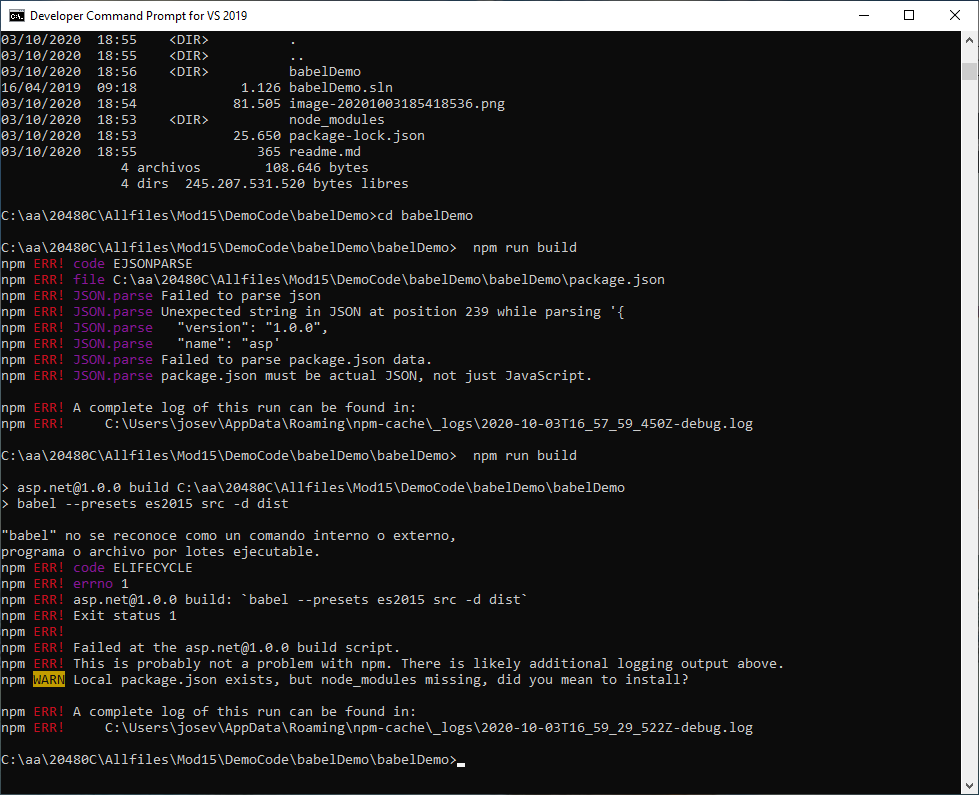 Developer Command Prompt for VS 2019
03/10/2020  18:55    <DIR>          .
03/10/2020  18:55    <DIR>          ..
03/10/2020  18:56    <DIR>          babelDemo
16/04/2019  09:18             1.126 babelDemo.sln
03/10/2020  18:54            81.505 image-20201003185418536.png
03/10/2020  18:53    <DIR>          node_modules
03/10/2020  18:53            25.650 package-lock.json
03/10/2020  18:55               365 readme.md
               4 archivos        108.646 bytes
               4 dirs  245.207.531.520 bytes libres
C:\aa\20480C\Allfiles\Mod15\DemoCode\babelDemo>cd babelDemo
C:\aa\20480C\Allfiles\Mod15\DemoCode\babelDemo\babelDemo>  npm run build
npm ERR! code EJSONPARSE
npm ERR! file C:\aa\20480C\Allfiles\Mod15\DemoCode\babelDemo\babelDemo\package.json
npm ERR! JSON.parse Failed to parse json
npm ERR! JSON.parse Unexpected string in JSON at position 239 while parsing '{
npm ERR! JSON.parse   "version": "1.0.0",
npm ERR! JSON.parse   "name": "asp'
npm ERR! JSON.parse Failed to parse package.json data.
npm ERR! JSON.parse package.json must be actual JSON, not just JavaScript.
npm ERR! A complete log of this run can be found in:
npm ERR!     C:\Users\josev\AppData\Roaming\npm-cache\_logs\2020-10-03T16_57_59_450Z-debug.log
C:\aa\20480C\Allfiles\Mod15\DemoCode\babelDemo\babelDemo>  npm run build
> asp.net@1.0.0 build C:\aa\20480C\Allfiles\Mod15\DemoCode\babelDemo\babelDemo
> babel --presets es2015 src -d dist
"babel" no se reconoce como un comando interno o externo,
programa o archivo por lotes ejecutable.
npm ERR! code ELIFECYCLE
npm ERR! errno 1
npm ERR! asp.net@1.0.0 build: `babel --presets es2015 src -d dist`
npm ERR! Exit status 1
npm ERR!
npm ERR! Failed at the asp.net@1.0.0 build script.
npm ERR! This is probably not a problem with npm. There is likely additional logging output above.
npm WARN Local package.json exists, but node_modules missing, did you mean to install?
npm ERR! A complete log of this run can be found in:
npm ERR!     C:\Users\josev\AppData\Roaming\npm-cache\_logs\2020-10-03T16_59_29_522Z-debug.log
C:\aa\20480C\Allfiles\Mod15\DemoCode\babelDemo\babelDemo>